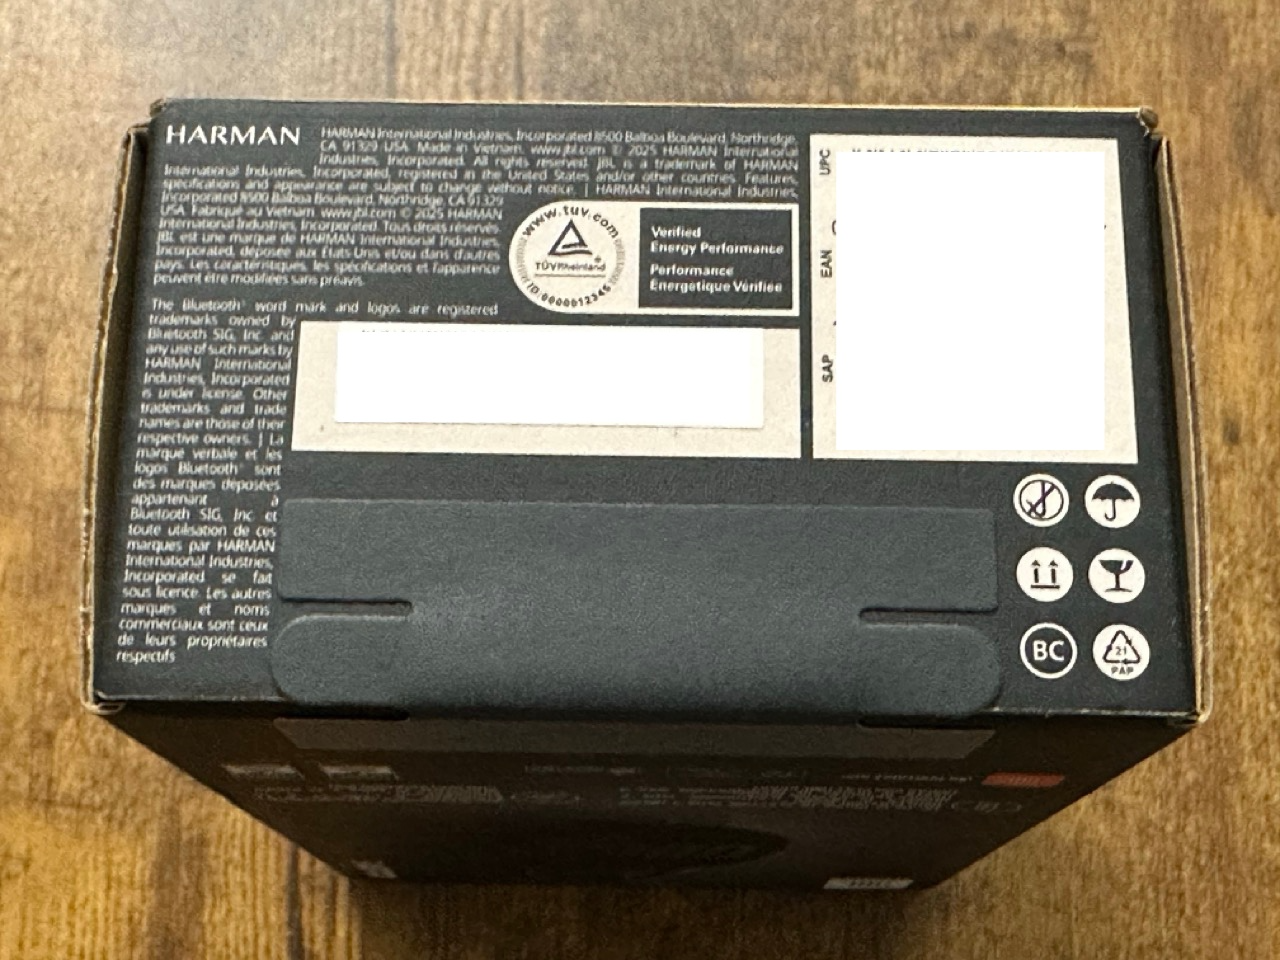 HARMAN
HARMAN International Industries, Incorporated 8500 Balboa Boulevard, Northridge,
CA 91329 USA Made in Vietnam. www.jbl.com © 2025 HARMAN International
Industries, Incorporated. All rights reserved. JBL is a trademark of HARMAN
International Industries, Incorporated, registered in the United States and/or other countries. Features,
specifications and appearance are subject to change without notice. | HARMAN International Industries,
Incorporated 8500 Balboa Boulevard, Northridge, CA 91329
USA. Fabriqué au Vietnam. www.jbl.com © 2025 HARMAN
International Industries, Incorporated. Tous droits réservés.
JBL est une marque de HARMAN International Industries,
Incorporated, déposée aux États Unis et/ou dans d'autres
pays. Les caractéristiques, les spécifications et l'apparence
peuvent être modifiées sans préavis.
www.tuv.com
TÜVRheinland®
ID:0000012345
Verified
Energy Performance
Performance
Énergetique Vérifiée
The Bluetooth® word mark and logos are registered
trademarks owned by
Bluetooth SIG, Inc. and
any use of such marks by
HARMAN International
Industries, Incorporated
is under license. Other
trademarks and trade
names are those of their
respective owners. | La
marque verbale et les
logos Bluetooth® sont
des marques déposées
appartenant à
Bluetooth SIG, Inc et
toute utilisation de ces
marques par HARMAN
International Industries,
Incorporated se fait
sous licence. Les autres
marques et noms
commerciaux sont ceux
de leurs propriétaires
respectifs
UPC
EAN
SAP
BC
21
PAP